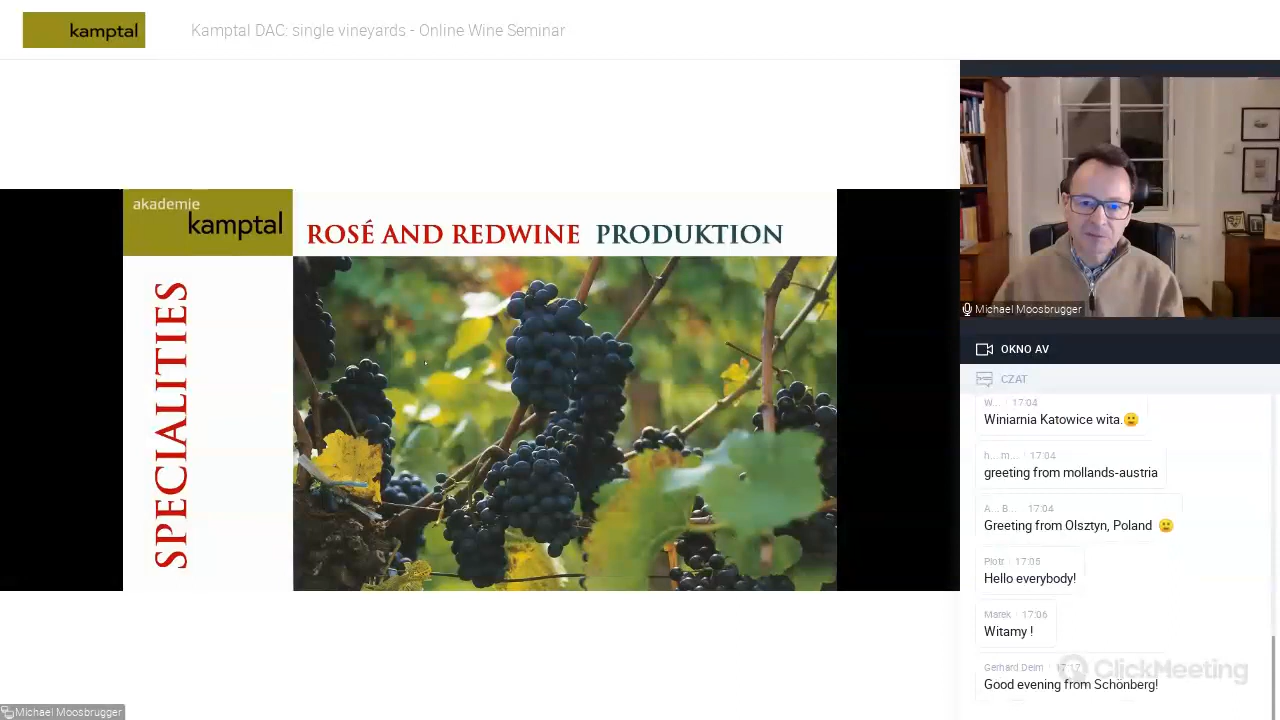 kamptal
Kamptal DAC: single vineyards - Online Wine Seminar
akademie
kamptal
ROSÉ AND REDWINE PRODUKTION
SPECIALITIES
Michael Moosbrugger
OKNO AV
CZAT
W... 17:04
Winiarnia Katowice wita.🙂
h... m... 17:04
greeting from mollands-austria
A... B... 17:04
Greeting from Olsztyn, Poland 🙂
Piotr 17:05
Hello everybody!
Marek 17:06
Witamy !
Gerhard Deim 17:17
Good evening from Schönberg!
ClickMeeting
Michael Moosbrugger